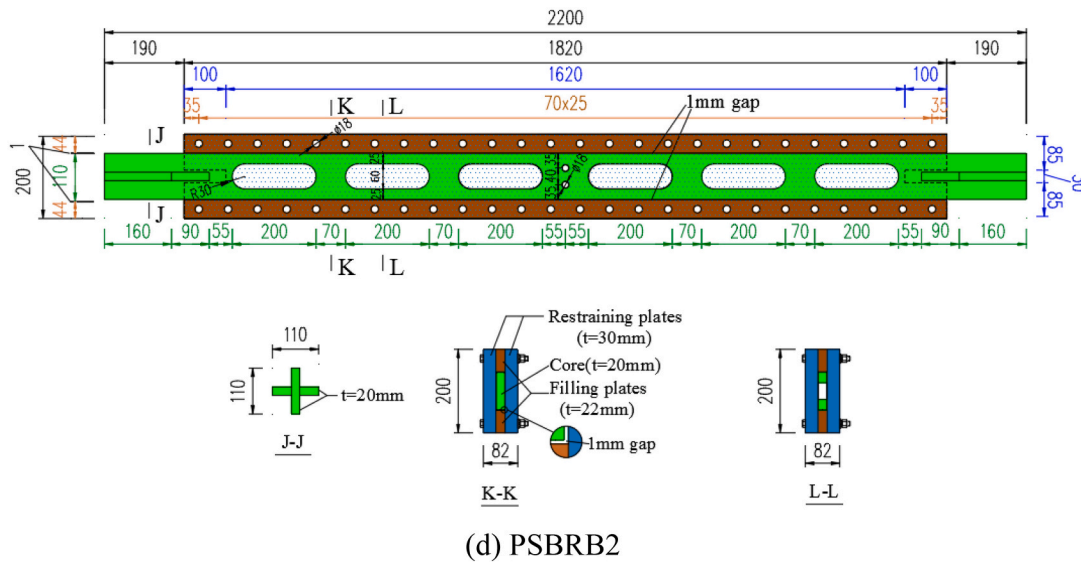 2200
190 1820 190
100 1620 100
35 70x25 35
K L 1mm gap
J ø18 ø18
1 44 200 110 44
R30 25 60 25 35 40 35
85 30 85
J
160 90 55 200 70 200 70 200 55 55 200 70 200 70 200 55 90 160
K L
110
110
t=20mm
J-J
Restraining plates
(t=30mm)
Core(t=20mm)
Filling plates
(t=22mm)
1mm gap
200
82
K-K
200
82
L-L
(d) PSBRB2